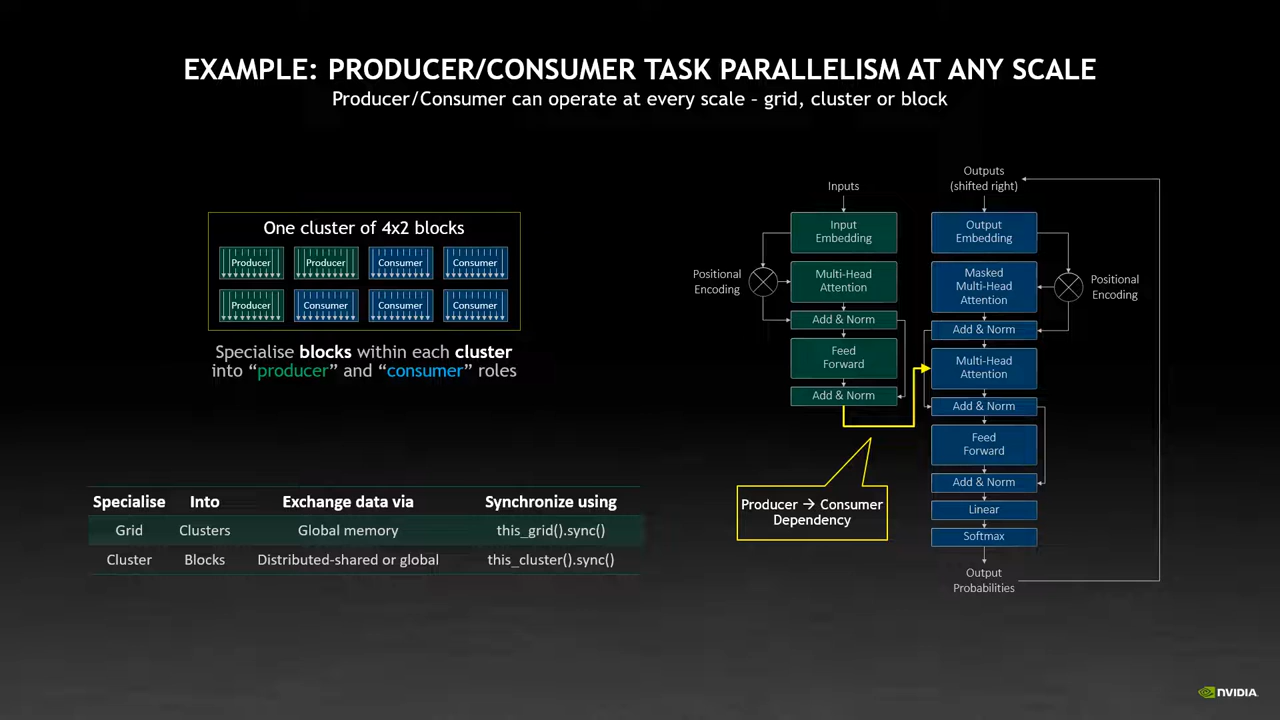 EXAMPLE: PRODUCER/CONSUMER TASK PARALLELISM AT ANY SCALE
Producer/Consumer can operate at every scale – grid, cluster or block
One cluster of 4x2 blocks
Producer Producer Consumer Consumer
Producer Consumer Consumer Consumer
Specialise blocks within each cluster
into “producer” and “consumer” roles
Specialise Into Exchange data via Synchronize using
Grid Clusters Global memory this_grid().sync()
Cluster Blocks Distributed-shared or global this_cluster().sync()
Inputs
Input
Embedding
Positional
Encoding
Multi-Head
Attention
Add & Norm
Feed
Forward
Add & Norm
Producer → Consumer
Dependency
Outputs
(shifted right)
Output
Embedding
Masked
Multi-Head
Attention
Positional
Encoding
Add & Norm
Multi-Head
Attention
Add & Norm
Feed
Forward
Add & Norm
Linear
Softmax
Output
Probabilities
NVIDIA.